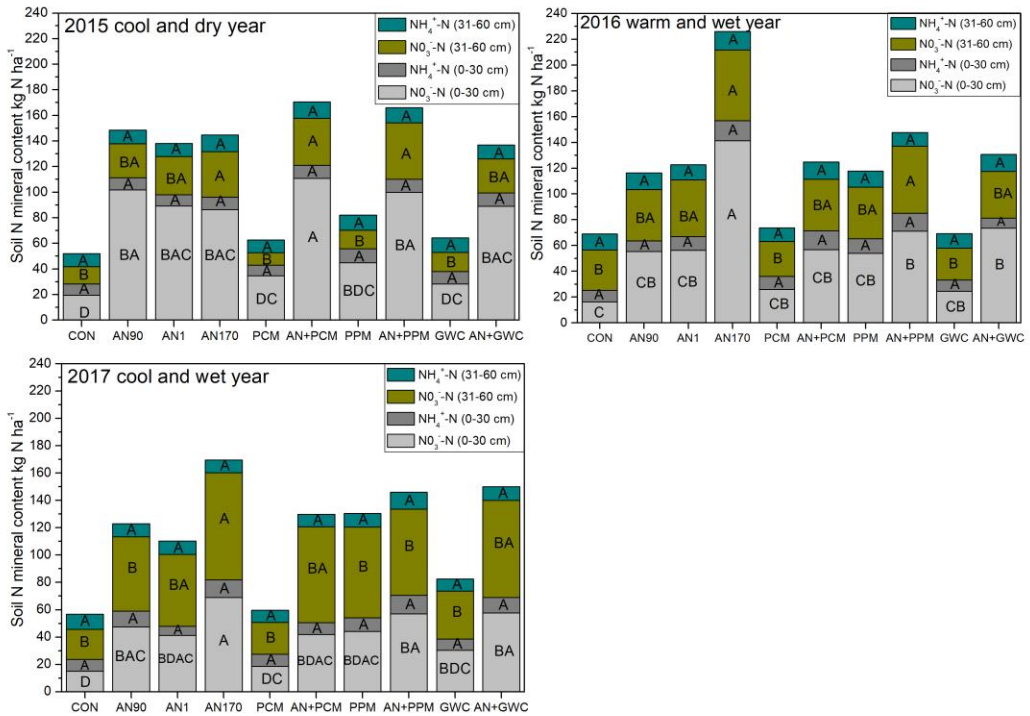 2015 cool and dry year
NH₄⁺-N (31-60 cm)
N0₃⁻-N (31-60 cm)
NH₄⁺-N (0-30 cm)
N0₃⁻-N (0-30 cm)
Soil N mineral content kg N ha⁻¹
240
220
200
180
160
140
120
100
80
60
40
20
0
A A A A A A A A A A
B BA BA A B A B A B BA
A A A A A A A A A A
D BA BAC BAC DC A BDC BA DC BAC
CON AN90 AN1 AN170 PCM AN+PCM PPM AN+PPM GWC AN+GWC
2016 warm and wet year
NH₄⁺-N (31-60 cm)
N0₃⁻-N (31-60 cm)
NH₄⁺-N (0-30 cm)
N0₃⁻-N (0-30 cm)
Soil N mineral content kg N ha⁻¹
240
220
200
180
160
140
120
100
80
60
40
20
0
A A A A A A A A A A
B BA BA A B BA BA A B BA
A A A A A A A A A A
C CB CB A CB CB CB B CB B
CON AN90 AN1 AN170 PCM AN+PCM PPM AN+PPM GWC AN+GWC
2017 cool and wet year
NH₄⁺-N (31-60 cm)
N0₃⁻-N (31-60 cm)
NH₄⁺-N (0-30 cm)
N0₃⁻-N (0-30 cm)
Soil N mineral content kg N ha⁻¹
240
220
200
180
160
140
120
100
80
60
40
20
0
A A A A A A A A A A
B B BA A B BA B B B BA
A A A A A A A A A A
D BAC BDAC A DC BDAC BDAC BA BDC BA
CON AN90 AN1 AN170 PCM AN+PCM PPM AN+PPM GWC AN+GWC